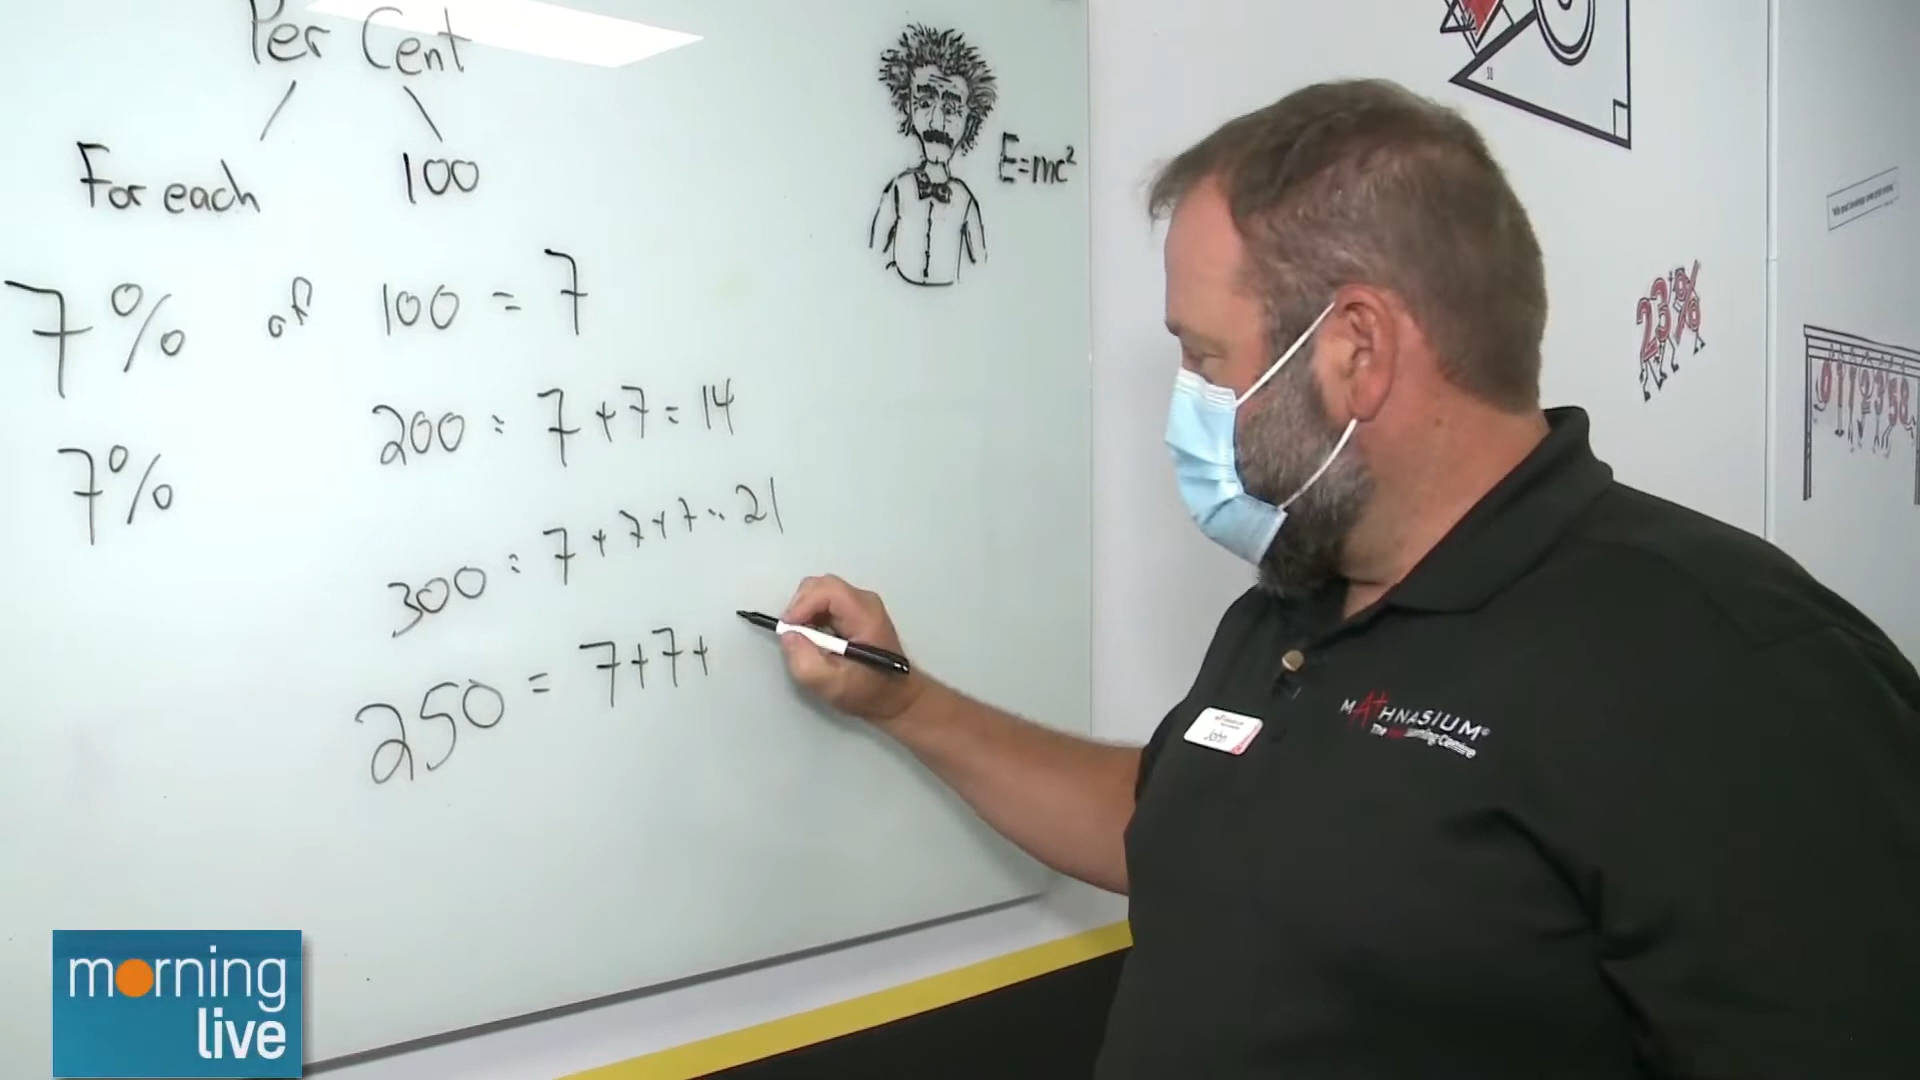 Per Cent
For each 100
7% of 100 = 7
200 = 7 + 7 = 14
7%
300 = 7 + 7 + 7 = 21
250 = 7 + 7 +
E=mc²
23%
John
MATHNASIUM®
The Learning Centre
morning
live